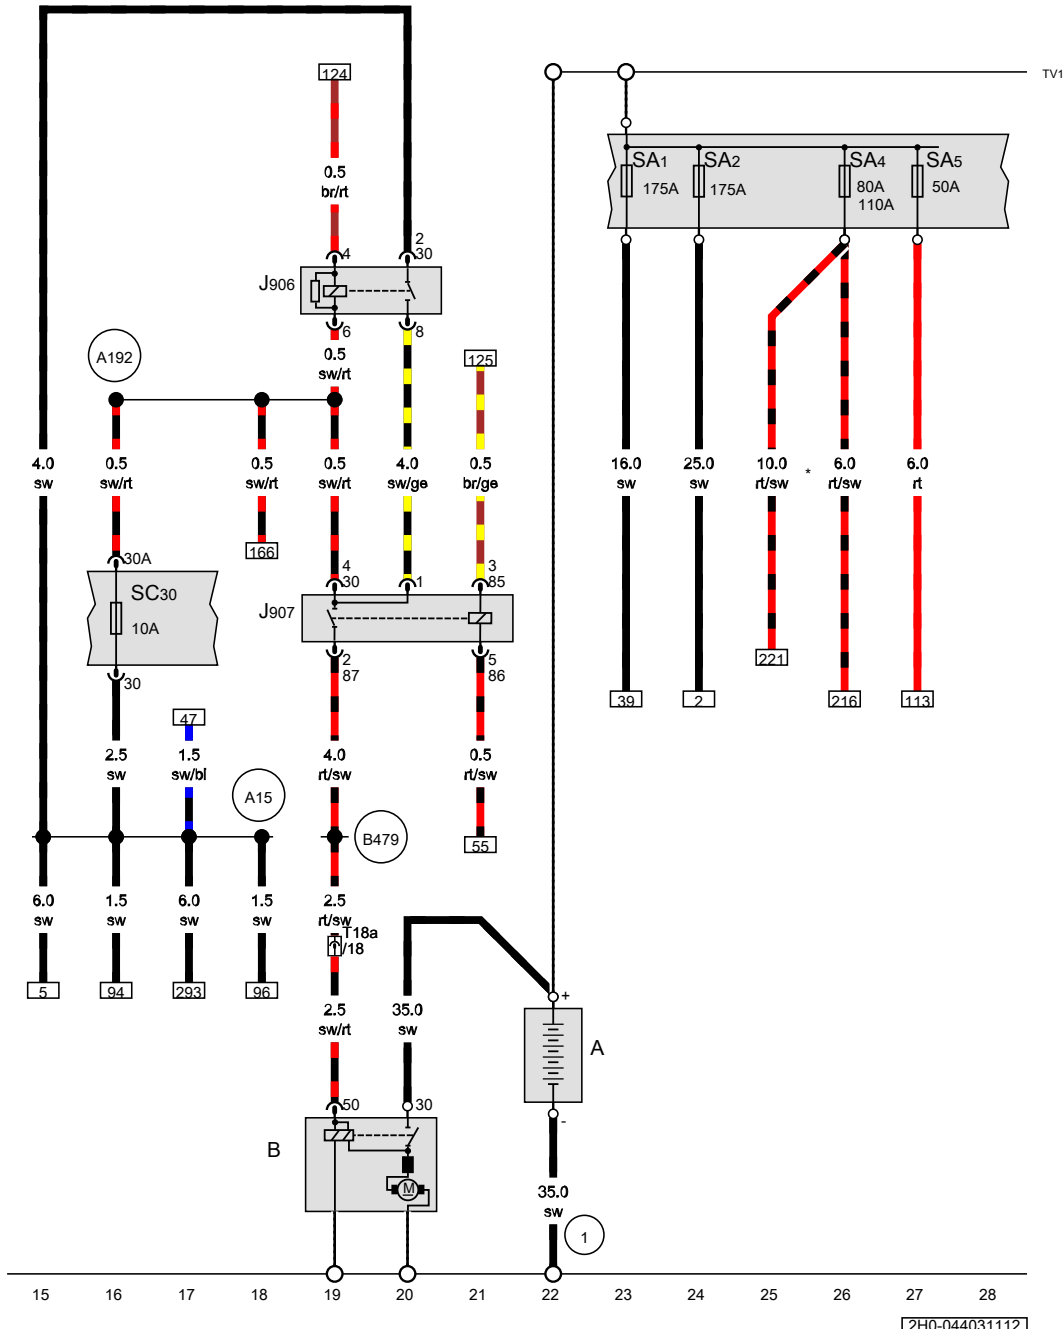 TV1
124
SA1
SA2
SA4
SA5
175A
175A
80A
110A
50A
0.5
br/rt
2
4
30
J906
6
8
0.5
sw/rt
A192
125
4.0
sw
0.5
sw/rt
0.5
sw/rt
0.5
sw/rt
4.0
sw/ge
0.5
br/ge
16.0
sw
25.0
sw
10.0
rt/sw
*
6.0
rt/sw
6.0
rt
166
30A
4
30
1
3
85
SC30
10A
J907
30
2
87
5
86
221
39
2
216
113
47
2.5
sw
1.5
sw/bl
4.0
rt/sw
0.5
rt/sw
A15
B479
55
6.0
sw
1.5
sw
6.0
sw
1.5
sw
2.5
rt/sw
T18a
/18
5
94
293
96
+
2.5
sw/rt
35.0
sw
A
50
30
-
B
M
35.0
sw
1
15 16 17 18 19 20 21 22 23 24 25 26 27 28
2H0-044031112